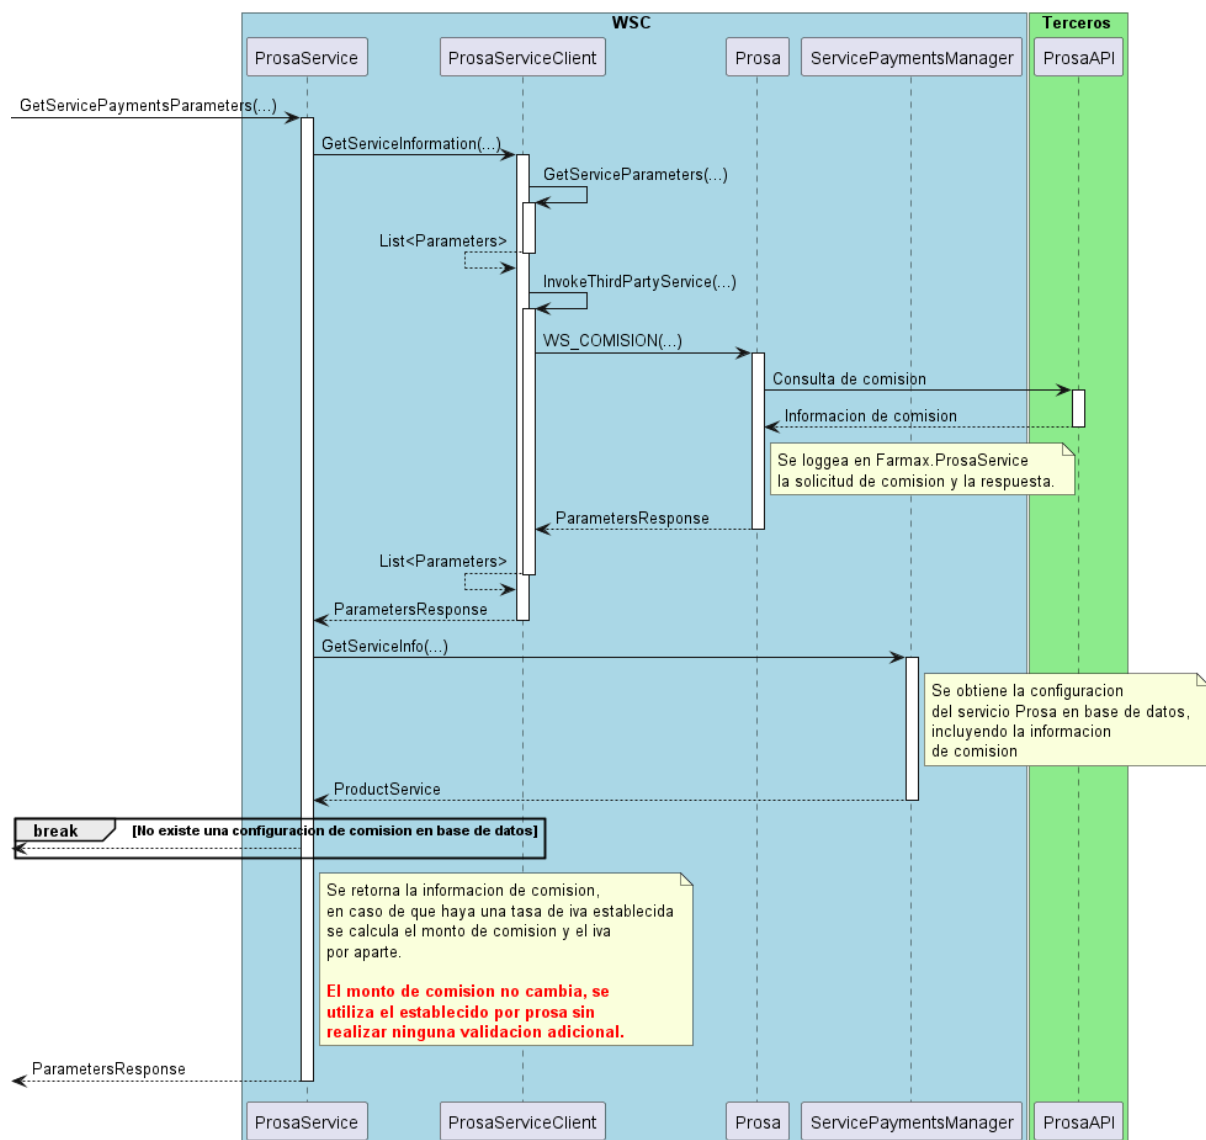 WSC
Terceros
ProsaService
ProsaServiceClient
Prosa
ServicePaymentsManager
ProsaAPI
GetServicePaymentsParameters(...)
GetServiceInformation(...)
GetServiceParameters(...)
List<Parameters>
InvokeThirdPartyService(...)
WS_COMISION(...)
Consulta de comision
Informacion de comision
Se loggea en Farmax.ProsaService
la solicitud de comision y la respuesta.
ParametersResponse
List<Parameters>
ParametersResponse
GetServiceInfo(...)
Se obtiene la configuracion
del servicio Prosa en base de datos,
incluyendo la informacion
de comision
ProductService
break
[No existe una configuracion de comision en base de datos]
Se retorna la informacion de comision,
en caso de que haya una tasa de iva establecida
se calcula el monto de comision y el iva
por aparte.
El monto de comision no cambia, se
utiliza el establecido por prosa sin
realizar ninguna validacion adicional.
ParametersResponse
ProsaService
ProsaServiceClient
Prosa
ServicePaymentsManager
ProsaAPI